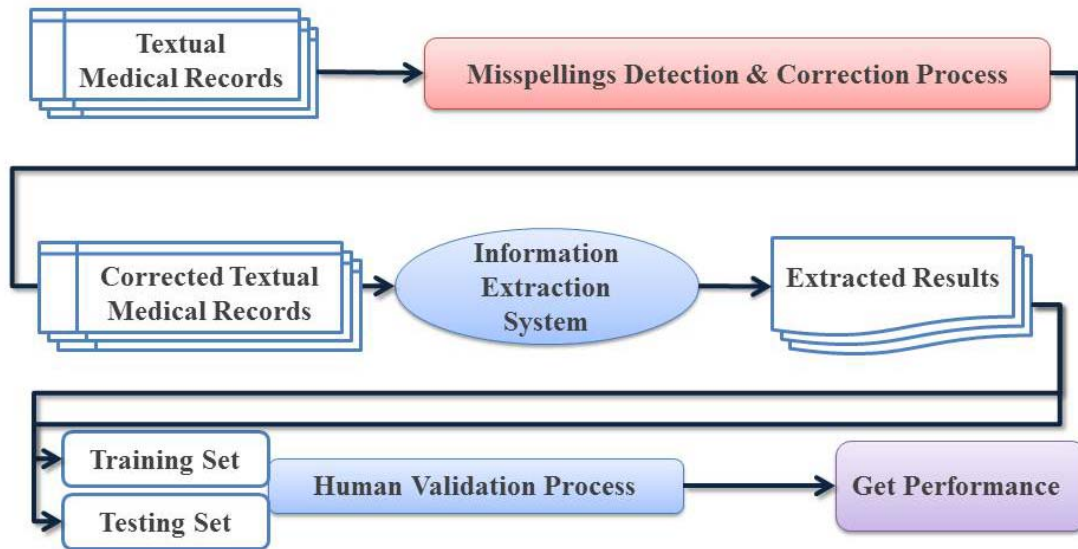 Textual
Medical Records
Misspellings Detection & Correction Process
Corrected Textual
Medical Records
Information
Extraction
System
Extracted Results
Training Set
Testing Set
Human Validation Process
Get Performance